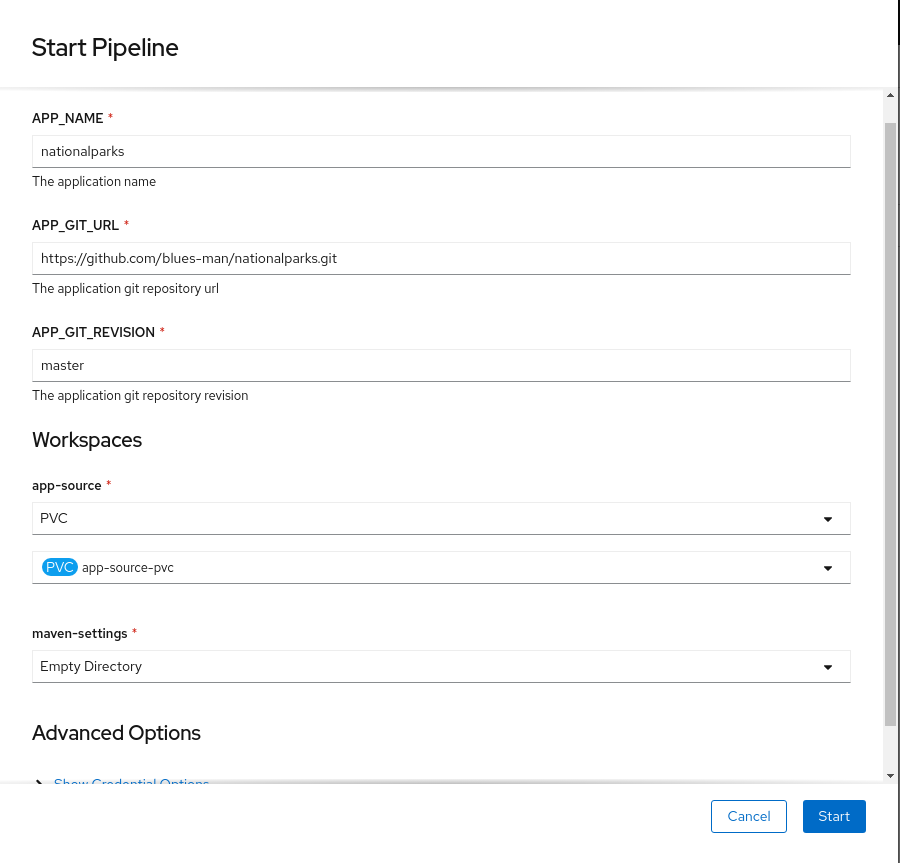 Start Pipeline
APP_NAME *
nationalparks
The application name
APP_GIT_URL *
https://github.com/blues-man/nationalparks.git
The application git repository url
APP_GIT_REVISION *
master
The application git repository revision
Workspaces
app-source *
PVC
PVC app-source-pvc
maven-settings *
Empty Directory
Advanced Options
Show Credential Options
Cancel Start